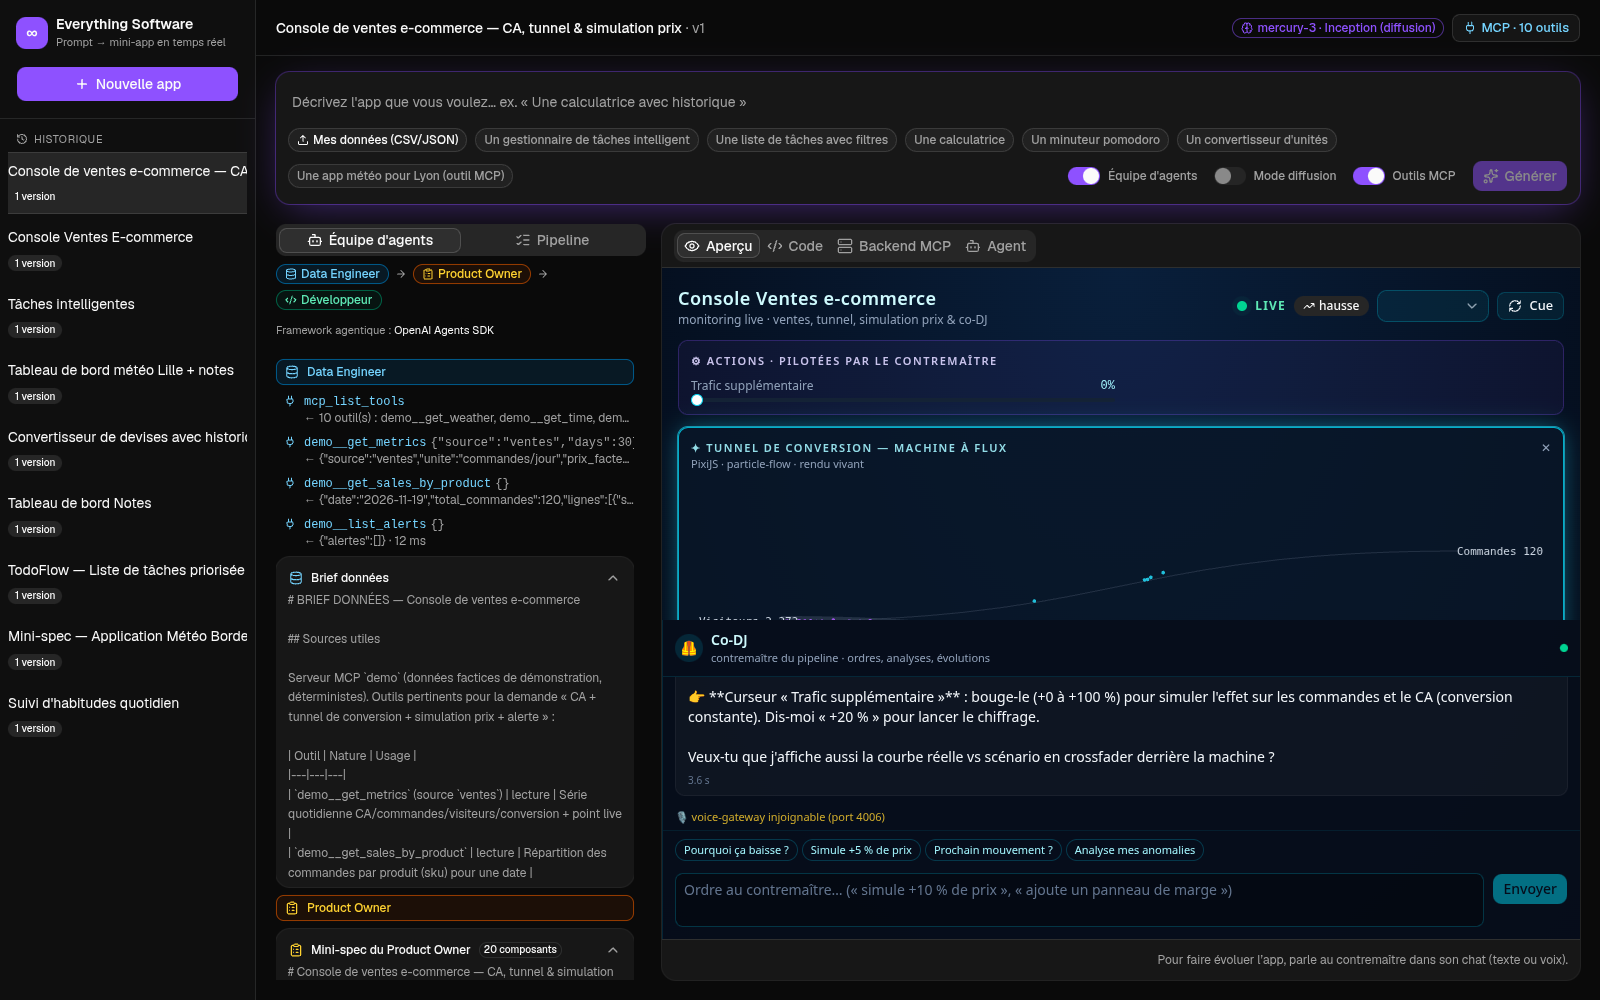 Everything Software
Prompt → mini-app en temps réel
Nouvelle app
HISTORIQUE
Console de ventes e-commerce — CA
1 version
Console Ventes E-commerce
1 version
Tâches intelligentes
1 version
Tableau de bord météo Lille + notes
1 version
Convertisseur de devises avec historic
1 version
Tableau de bord Notes
1 version
TodoFlow — Liste de tâches priorisée
1 version
Mini-spec — Application Météo Borde
1 version
Suivi d'habitudes quotidien
1 version
Console de ventes e-commerce — CA, tunnel & simulation prix · v1
mercury-3 · Inception (diffusion)
MCP · 10 outils
Décrivez l'app que vous voulez... ex. « Une calculatrice avec historique »
Mes données (CSV/JSON)
Un gestionnaire de tâches intelligent
Une liste de tâches avec filtres
Une calculatrice
Un minuteur pomodoro
Un convertisseur d'unités
Une app météo pour Lyon (outil MCP)
Équipe d'agents
Mode diffusion
Outils MCP
Générer
Équipe d'agents
Pipeline
Data Engineer → Product Owner →
Développeur
Framework agentique : OpenAI Agents SDK
Data Engineer
mcp_list_tools
← 10 outil(s) : demo__get_weather, demo__get_time, dem...
demo__get_metrics {"source":"ventes","days":30}
← {"source":"ventes","unite":"commandes/jour","prix_facte...
demo__get_sales_by_product {}
← {"date":"2026-11-19","total_commandes":120,"lignes":[{"s...
demo__list_alerts {}
← {"alertes":[]} · 12 ms
Brief données
# BRIEF DONNÉES — Console de ventes e-commerce
## Sources utiles
Serveur MCP `demo` (données factices de démonstration,
déterministes). Outils pertinents pour la demande « CA +
tunnel de conversion + simulation prix + alerte » :
| Outil | Nature | Usage |
|---|---|---|
| `demo__get_metrics` (source `ventes`) | lecture | Série
quotidienne CA/commandes/visiteurs/conversion + point live
|
| `demo__get_sales_by_product` | lecture | Répartition des
commandes par produit (sku) pour une date |
Product Owner
Mini-spec du Product Owner
20 composants
# Console de ventes e-commerce — CA, tunnel & simulation
Aperçu
Code
Backend MCP
Agent
Console Ventes e-commerce
monitoring live · ventes, tunnel, simulation prix & co-DJ
LIVE
hausse
Cue
⚙ ACTIONS · PILOTÉES PAR LE CONTREMAÎTRE
Trafic supplémentaire
0%
✦ TUNNEL DE CONVERSION — MACHINE À FLUX
×
PixiJS · particle-flow · rendu vivant
Commandes 120
Co-DJ
contremaître du pipeline · ordres, analyses, évolutions
👉 **Curseur « Trafic supplémentaire »** : bouge-le (+0 à +100 %) pour simuler l'effet sur les commandes et le CA (conversion
constante). Dis-moi « +20 % » pour lancer le chiffrage.
Veux-tu que j'affiche aussi la courbe réelle vs scénario en crossfader derrière la machine ?
3.6 s
🎙️ voice-gateway injoignable (port 4006)
Pourquoi ça baisse ?
Simule +5 % de prix
Prochain mouvement ?
Analyse mes anomalies
Ordre au contremaître... (« simule +10 % de prix », « ajoute un panneau de marge »)
Envoyer
Pour faire évoluer l'app, parle au contremaître dans son chat (texte ou voix).